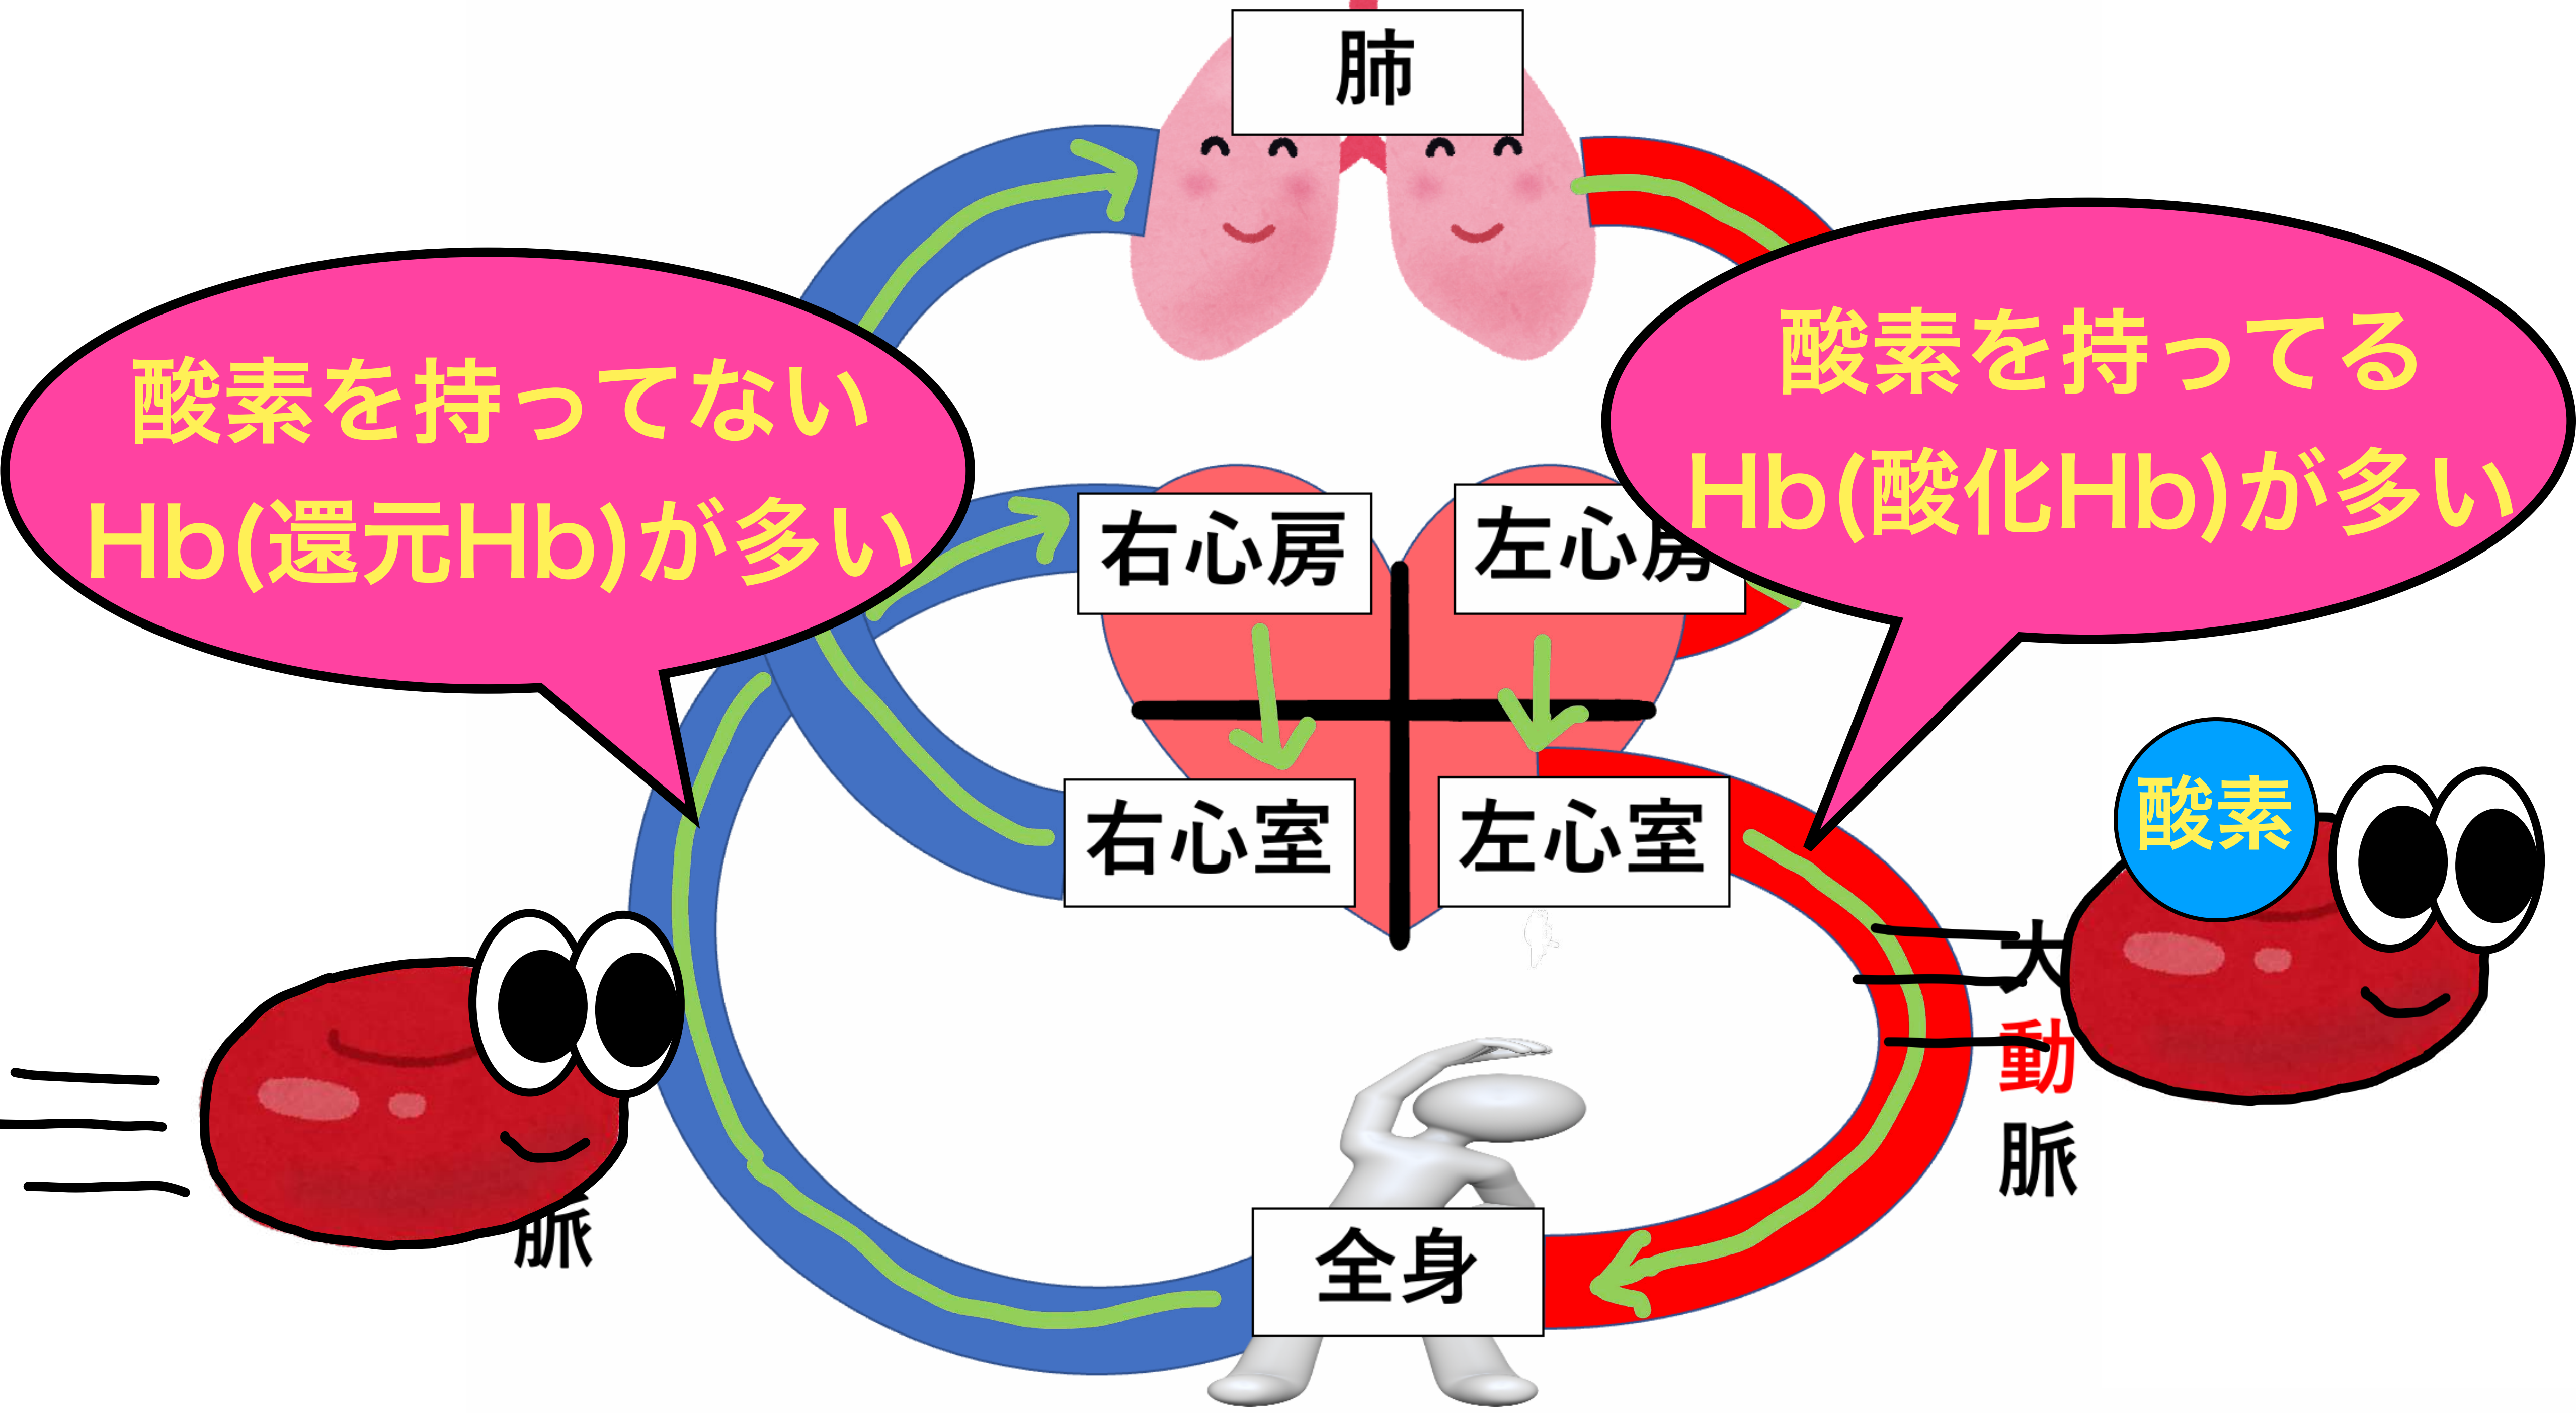 肺
酸素を持ってない
Hb(還元Hb)が多い
酸素を持ってる
Hb(酸化Hb)が多い
右心房
左心房
右心室
左心室
酸素
大
動
脈
脈
全身